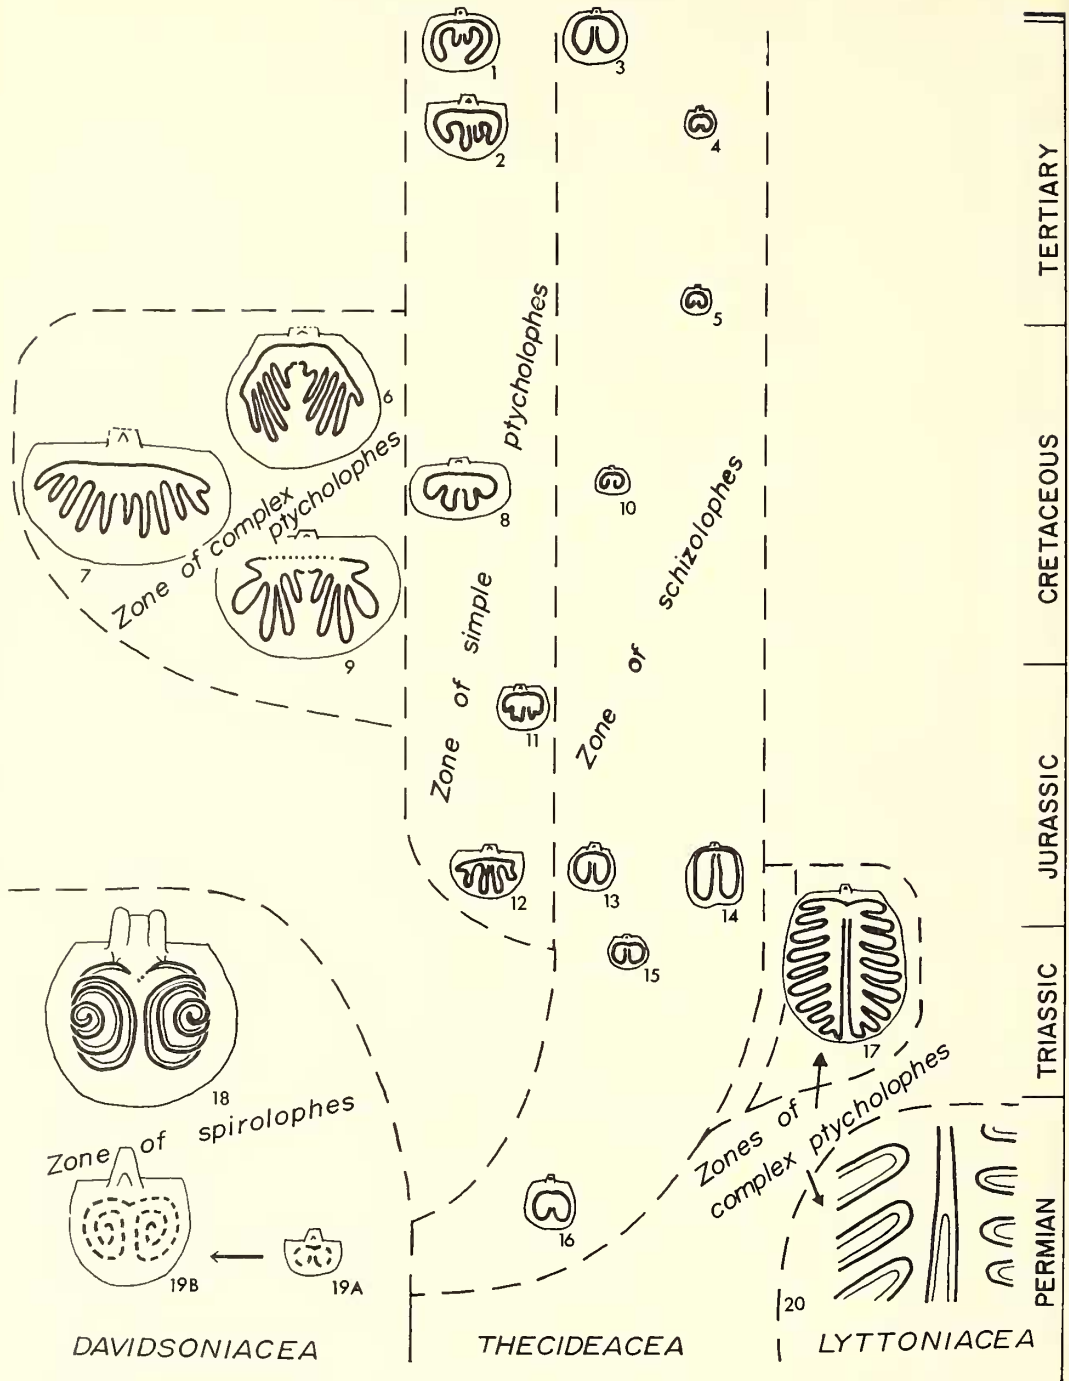 1
3
2
4
TERTIARY
5
6
7
Zone of complex
ptycholophes
9
8
Zone of simple ptycholophes
10
Zone of schizolophes
CRETACEOUS
11
12
13
14
JURASSIC
15
17
TRIASSIC
18
Zone of spirolophes
19B
19A
16
Zones of
complex ptycholophes
20
PERMIAN
DAVIDSONIACEA
THECIDEACEA
LYTTONIACEA